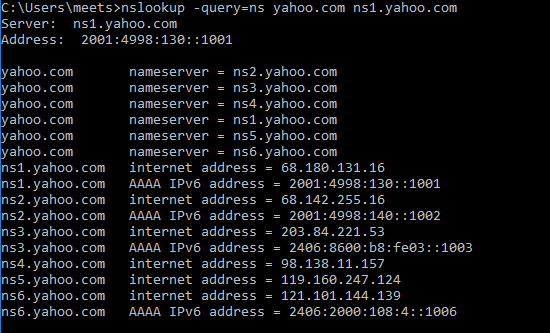 C:\Users\meets>nslookup -query=ns yahoo.com ns1.yahoo.com
Server:  ns1.yahoo.com
Address:  2001:4998:130::1001

yahoo.com       nameserver = ns2.yahoo.com
yahoo.com       nameserver = ns3.yahoo.com
yahoo.com       nameserver = ns4.yahoo.com
yahoo.com       nameserver = ns1.yahoo.com
yahoo.com       nameserver = ns5.yahoo.com
yahoo.com       nameserver = ns6.yahoo.com
ns1.yahoo.com   internet address = 68.180.131.16
ns1.yahoo.com   AAAA IPv6 address = 2001:4998:130::1001
ns2.yahoo.com   internet address = 68.142.255.16
ns2.yahoo.com   AAAA IPv6 address = 2001:4998:140::1002
ns3.yahoo.com   internet address = 203.84.221.53
ns3.yahoo.com   AAAA IPv6 address = 2406:8600:b8:fe03::1003
ns4.yahoo.com   internet address = 98.138.11.157
ns5.yahoo.com   internet address = 119.160.247.124
ns6.yahoo.com   internet address = 121.101.144.139
ns6.yahoo.com   AAAA IPv6 address = 2406:2000:108:4::1006